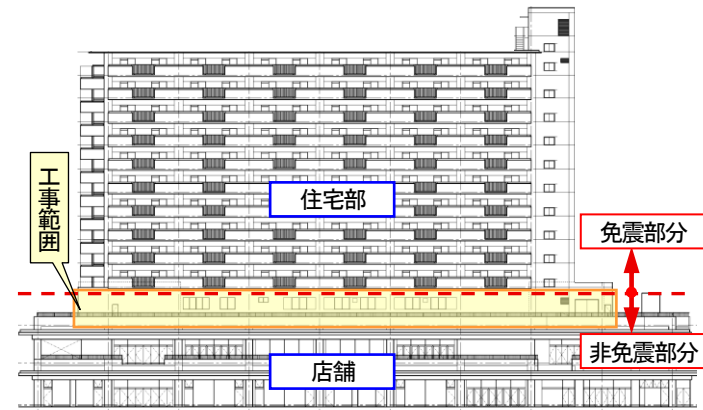 工事範囲
住宅部
免震部分
非免震部分
店舗